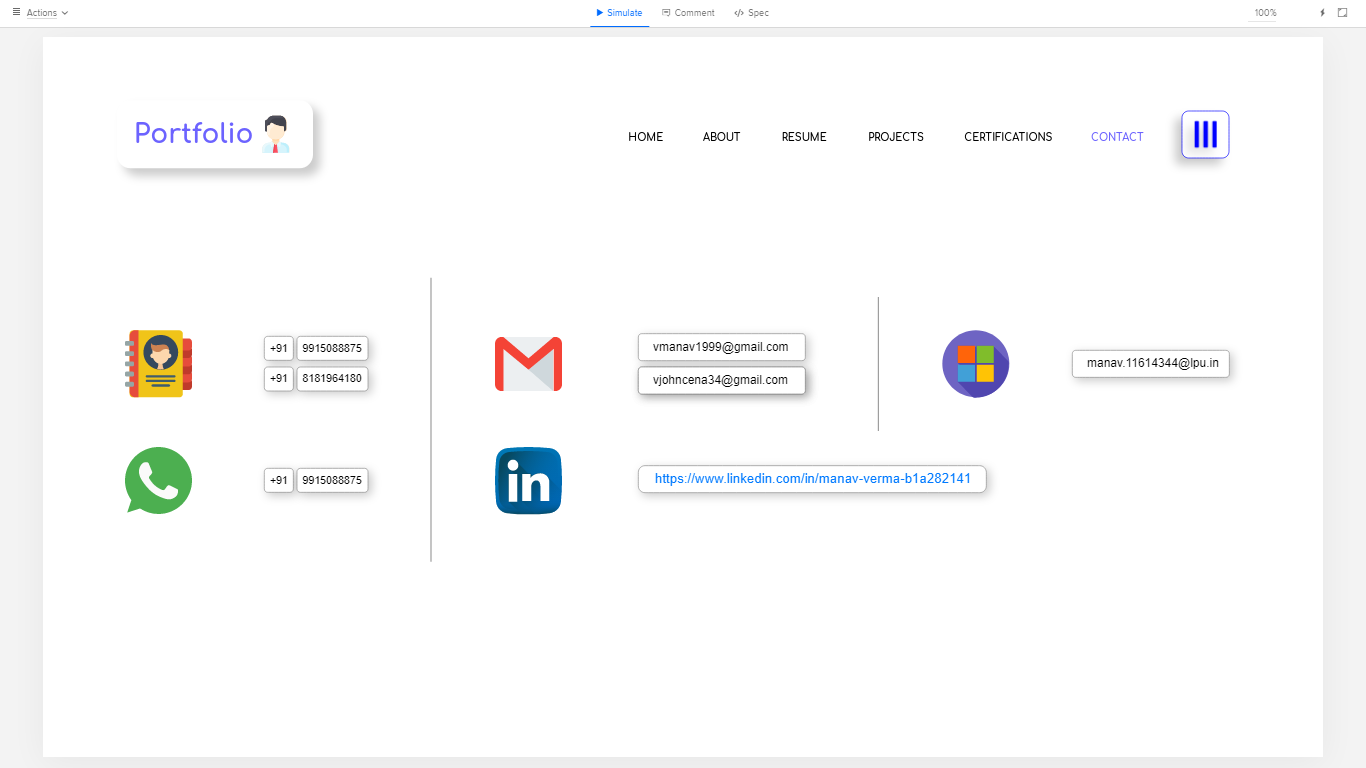 Actions
Simulate
Comment
Spec
100%
Portfolio
HOME
ABOUT
RESUME
PROJECTS
CERTIFICATIONS
CONTACT
+91 9915088875
+91 8181964180
vmanav1999@gmail.com
vjohncena34@gmail.com
manav.11614344@lpu.in
+91 9915088875
in
https://www.linkedin.com/in/manav-verma-b1a282141